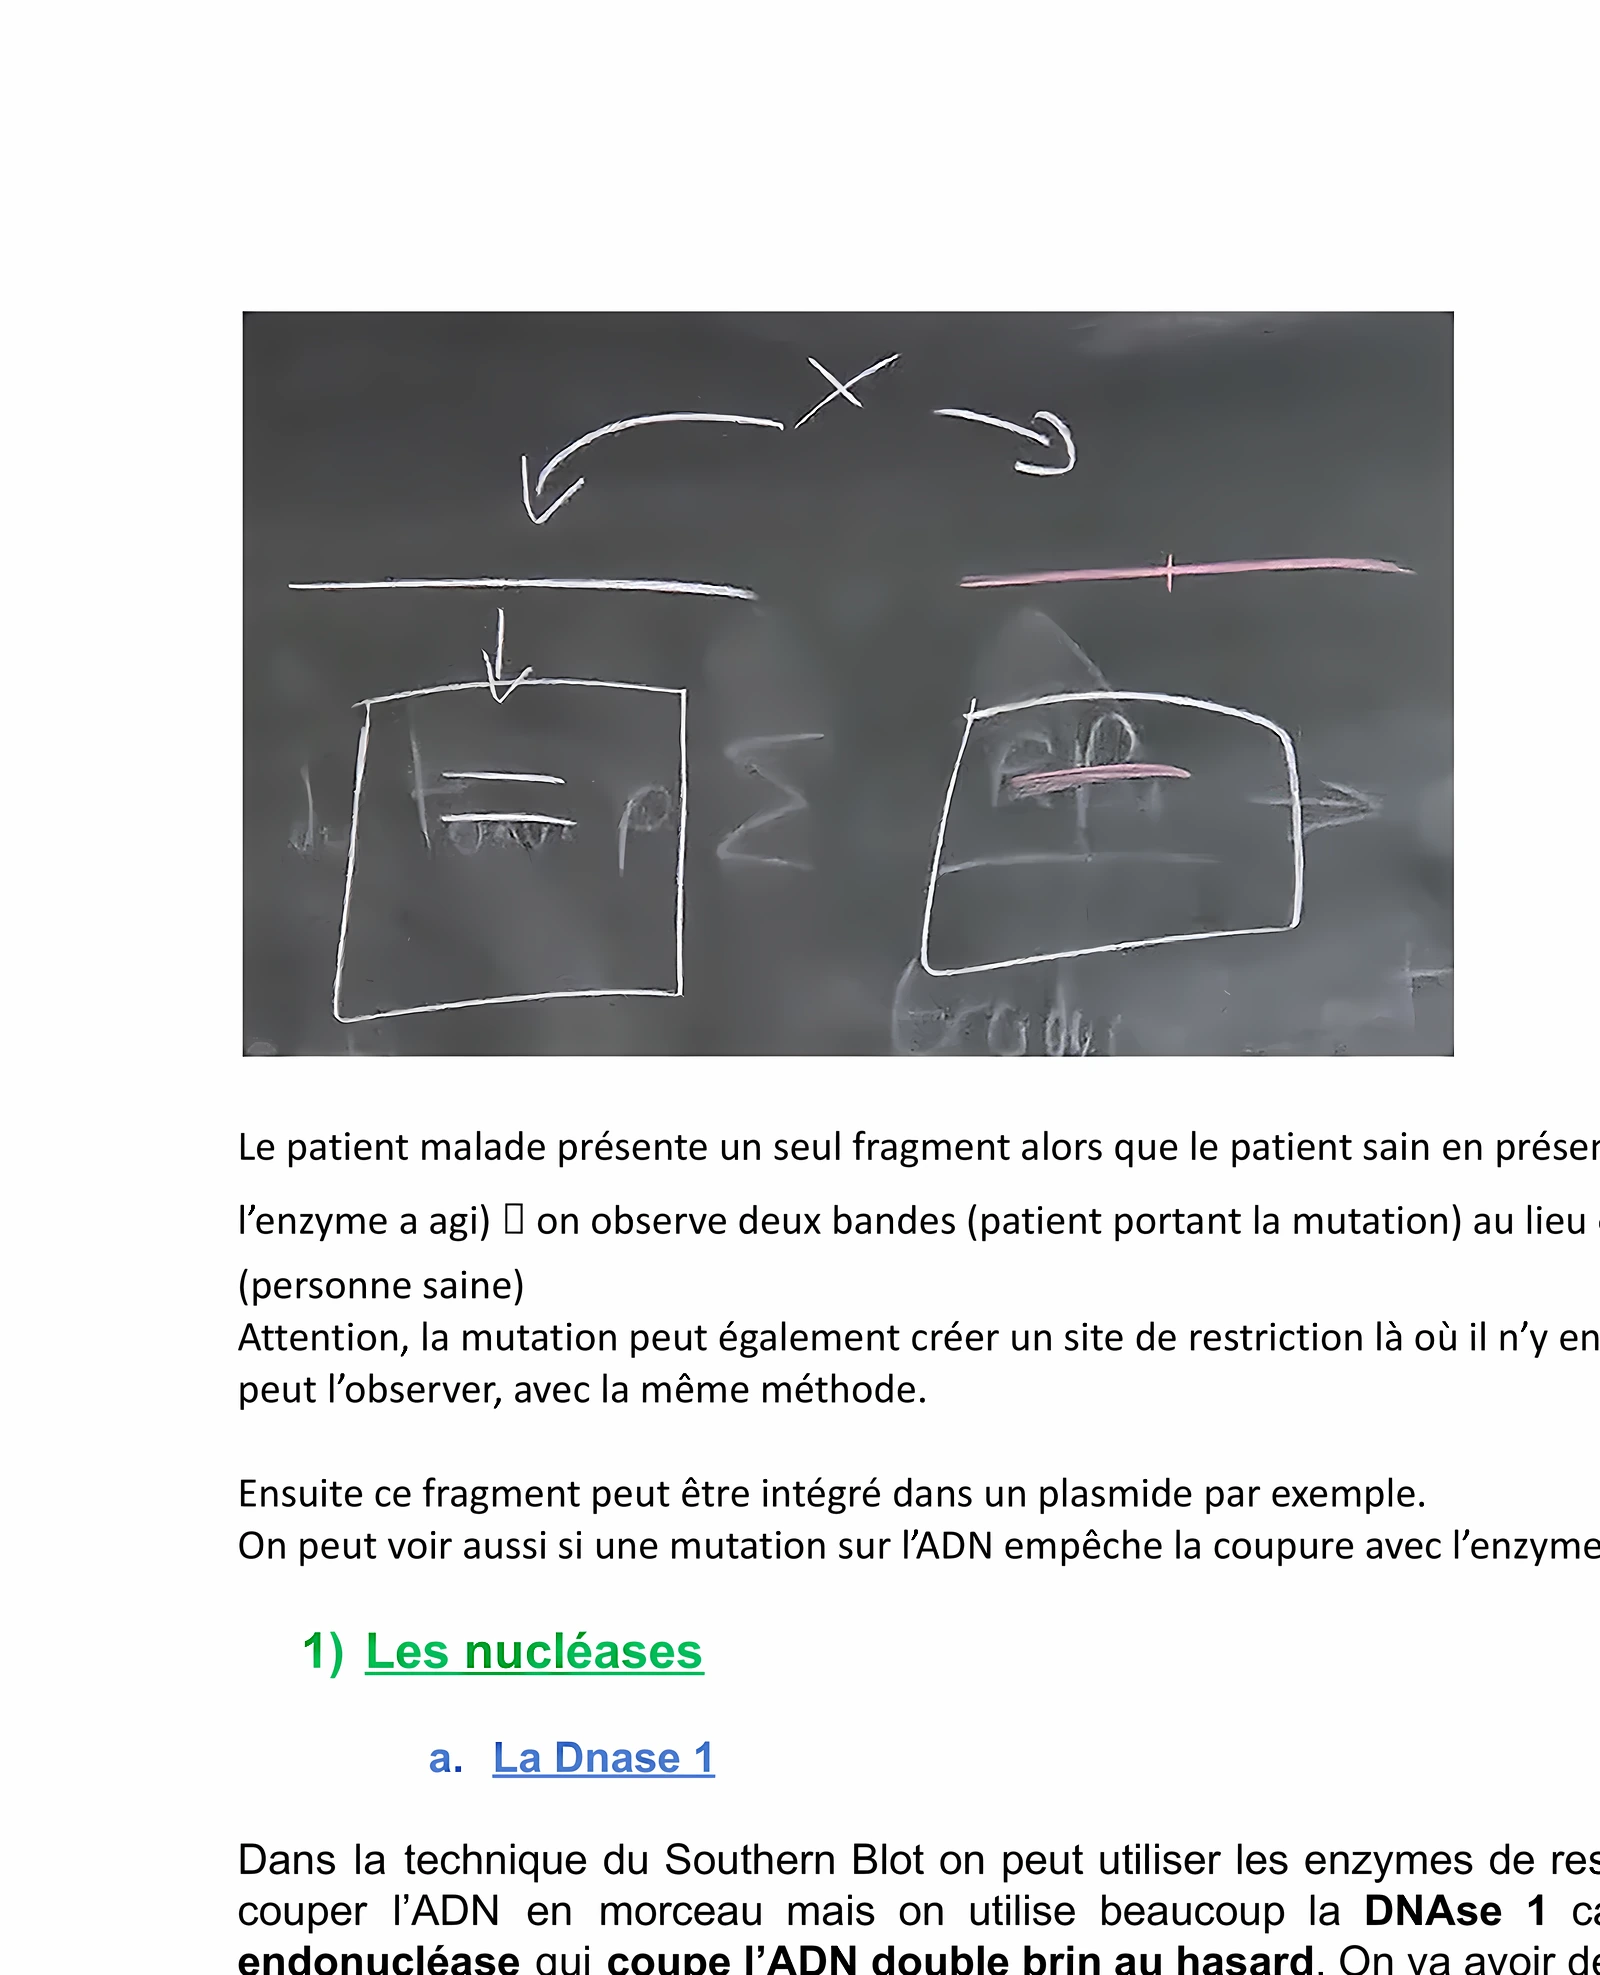 Le patient malade présente un seul fragment alors que le patient sain en
l'enzyme a agi) on observe deux bandes (patient portant la mutation) au lieu
(personne saine)
Attention, la mutation peut également créer un site de restriction là où il n'y en
peut l'observer, avec la même méthode.
Ensuite ce fragment peut être intégré dans un plasmide par exemple.
On peut voir aussi si une mutation sur l'ADN empêche la coupure avec l'enzyme
1) Les nucléases
a. La Dnase 1
Dans la technique du Southern Blot on peut utiliser les enzymes de
couper l'ADN en morceau mais on utilise beaucoup la DNAse 1
endonucléase qui coupe l'ADN double brin au hasard. On va avoir